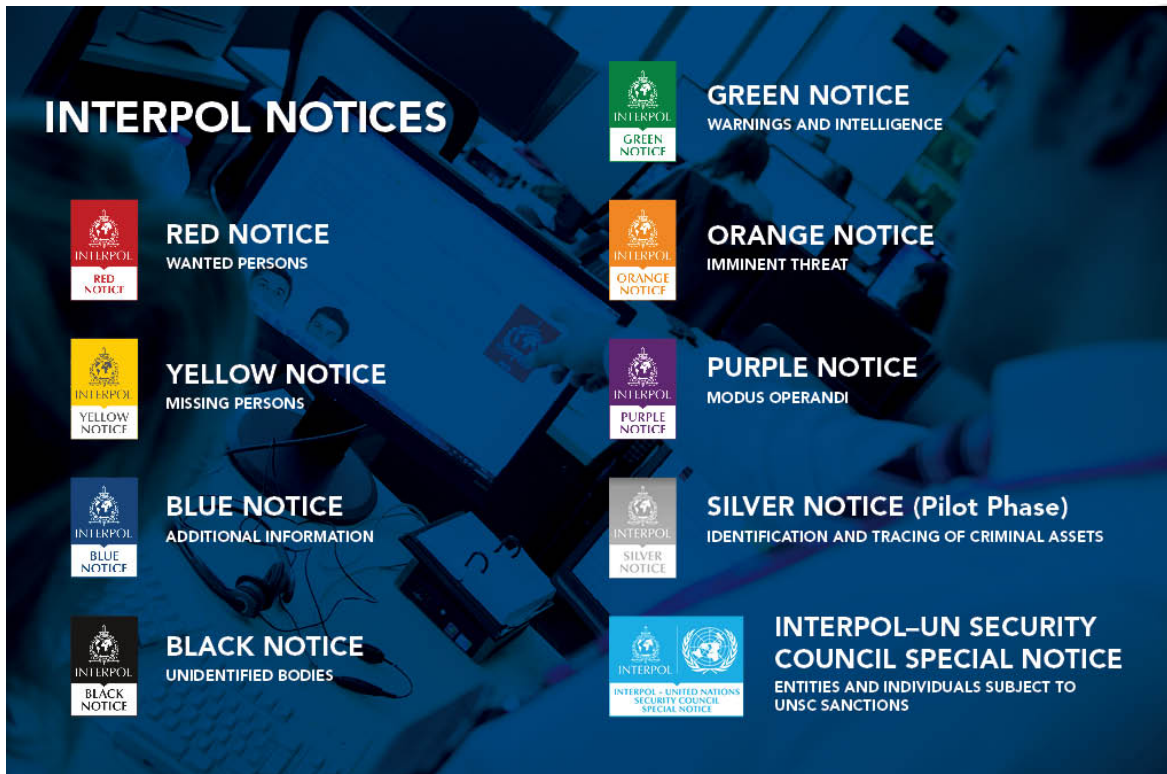 INTERPOL NOTICES
INTERPOL
RED
NOTICE
RED NOTICE
WANTED PERSONS
INTERPOL
YELLOW
NOTICE
YELLOW NOTICE
MISSING PERSONS
INTERPOL
BLUE
NOTICE
BLUE NOTICE
ADDITIONAL INFORMATION
INTERPOL
BLACK
NOTICE
BLACK NOTICE
UNIDENTIFIED BODIES
INTERPOL
GREEN
NOTICE
GREEN NOTICE
WARNINGS AND INTELLIGENCE
INTERPOL
ORANGE
NOTICE
ORANGE NOTICE
IMMINENT THREAT
INTERPOL
PURPLE
NOTICE
PURPLE NOTICE
MODUS OPERANDI
INTERPOL
SILVER
NOTICE
SILVER NOTICE (Pilot Phase)
IDENTIFICATION AND TRACING OF CRIMINAL ASSETS
INTERPOL
INTERPOL – UNITED NATIONS
SECURITY COUNCIL
SPECIAL NOTICE
INTERPOL–UN SECURITY
COUNCIL SPECIAL NOTICE
ENTITIES AND INDIVIDUALS SUBJECT TO
UNSC SANCTIONS